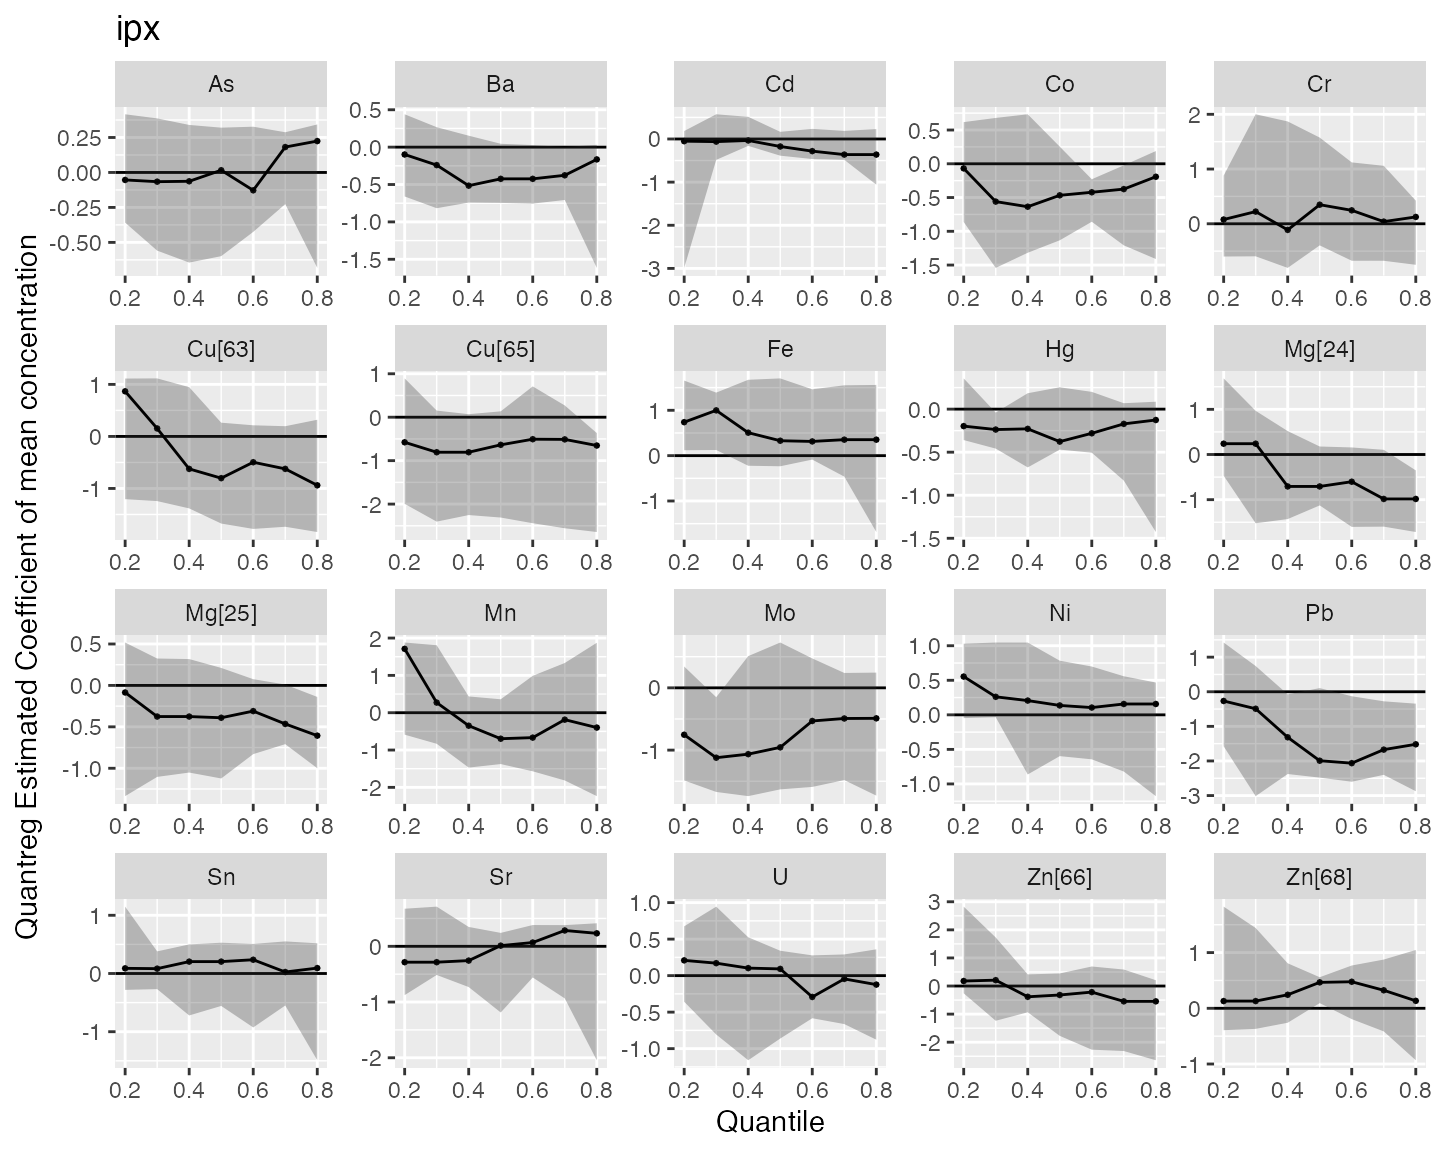 ipx
As Ba Cd Co Cr
0.25 0.00 -0.25 -0.50
0.5 0.0 -0.5 -1.0 -1.5
0 -1 -2 -3
0.5 0.0 -0.5 -1.0 -1.5
2 1 0
0.2 0.4 0.6 0.8 0.2 0.4 0.6 0.8 0.2 0.4 0.6 0.8 0.2 0.4 0.6 0.8 0.2 0.4 0.6 0.8
Cu[63] Cu[65] Fe Hg Mg[24]
1 0 -1
1 0 -1 -2
1 0 -1
0.0 -0.5 -1.0 -1.5
1 0 -1
0.2 0.4 0.6 0.8 0.2 0.4 0.6 0.8 0.2 0.4 0.6 0.8 0.2 0.4 0.6 0.8 0.2 0.4 0.6 0.8
Mg[25] Mn Mo Ni Pb
0.5 0.0 -0.5 -1.0
2 1 0 -1 -2
0 -1
1.0 0.5 0.0 -0.5 -1.0
1 0 -1 -2 -3
0.2 0.4 0.6 0.8 0.2 0.4 0.6 0.8 0.2 0.4 0.6 0.8 0.2 0.4 0.6 0.8 0.2 0.4 0.6 0.8
Sn Sr U Zn[66] Zn[68]
1 0 -1
0 -1 -2
1.0 0.5 0.0 -0.5 -1.0
3 2 1 0 -1 -2
1 0 -1
0.2 0.4 0.6 0.8 0.2 0.4 0.6 0.8 0.2 0.4 0.6 0.8 0.2 0.4 0.6 0.8 0.2 0.4 0.6 0.8
Quantile
Quantreg Estimated Coefficient of mean concentration